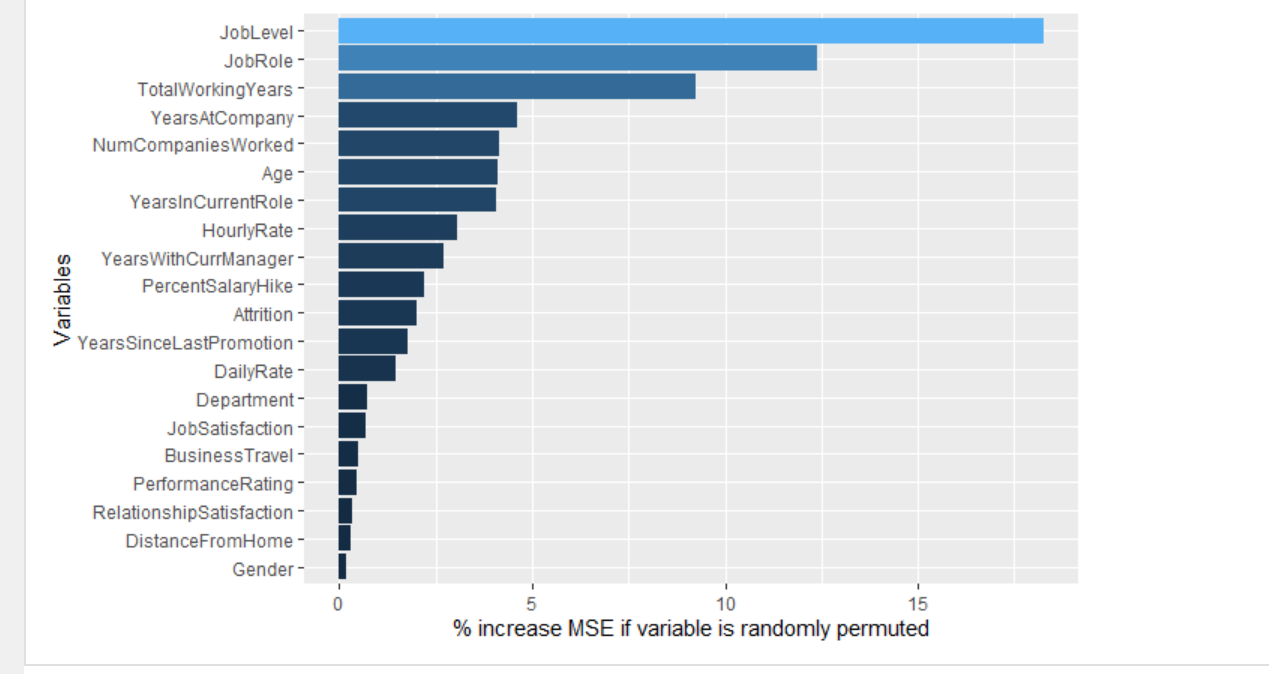 JobLevel
JobRole
TotalWorkingYears
YearsAtCompany
NumCompaniesWorked
Age
YearsInCurrentRole
HourlyRate
YearsWithCurrManager
PercentSalaryHike
Attrition
YearsSinceLastPromotion
DailyRate
Department
JobSatisfaction
BusinessTravel
PerformanceRating
RelationshipSatisfaction
DistanceFromHome
Gender
Variables
0 5 10 15
% increase MSE if variable is randomly permuted